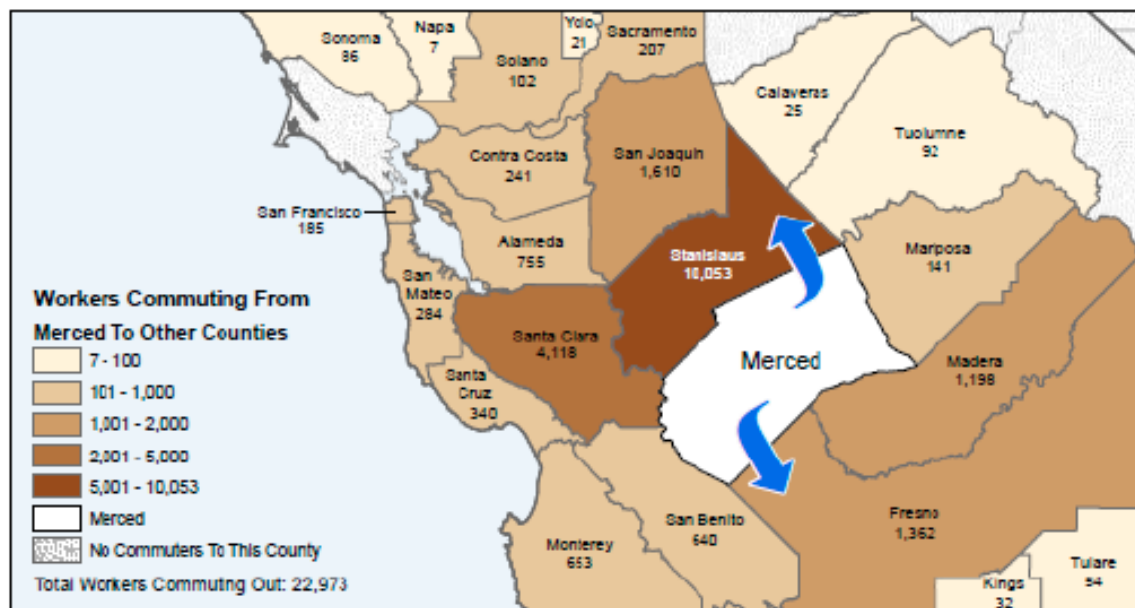 Sonoma
Napa
7
Yolo
21
Sacramento
207
Solano
102
Calaveras
25
Tuolumne
92
Contra Costa
241
San Joaquin
1,610
San Francisco
185
Alameda
755
Stanislaus
10,053
Mariposa
141
San
Mateo
284
Santa Clara
4,118
Merced
Madera
1,198
Santa
Cruz
340
Fresno
1,362
San Benito
640
Monterey
653
Tulare
Kings
32
Workers Commuting From
Merced To Other Counties
7 - 100
101 - 1,000
1,001 - 2,000
2,001 - 5,000
5,001 - 10,053
Merced
No Commuters To This County
Total Workers Commuting Out: 22,973